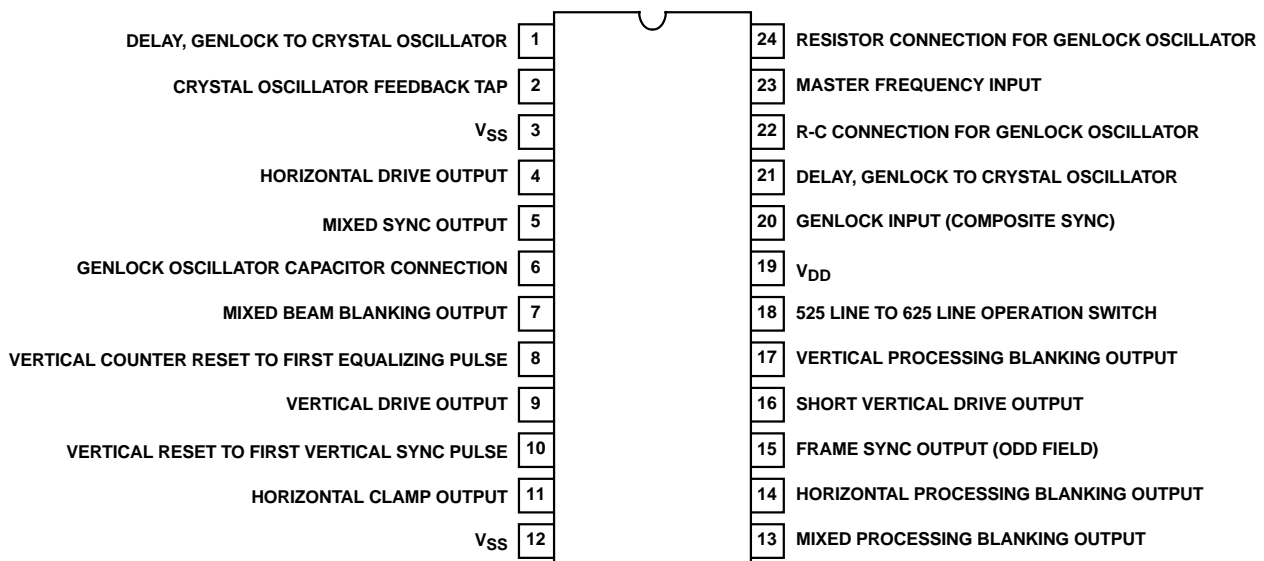 DELAY, GENLOCK TO CRYSTAL OSCILLATOR 1 24 RESISTOR CONNECTION FOR GENLOCK OSCILLATOR
CRYSTAL OSCILLATOR FEEDBACK TAP 2 23 MASTER FREQUENCY INPUT
VSS 3 22 R-C CONNECTION FOR GENLOCK OSCILLATOR
HORIZONTAL DRIVE OUTPUT 4 21 DELAY, GENLOCK TO CRYSTAL OSCILLATOR
MIXED SYNC OUTPUT 5 20 GENLOCK INPUT (COMPOSITE SYNC)
GENLOCK OSCILLATOR CAPACITOR CONNECTION 6 19 VDD
MIXED BEAM BLANKING OUTPUT 7 18 525 LINE TO 625 LINE OPERATION SWITCH
VERTICAL COUNTER RESET TO FIRST EQUALIZING PULSE 8 17 VERTICAL PROCESSING BLANKING OUTPUT
VERTICAL DRIVE OUTPUT 9 16 SHORT VERTICAL DRIVE OUTPUT
VERTICAL RESET TO FIRST VERTICAL SYNC PULSE 10 15 FRAME SYNC OUTPUT (ODD FIELD)
HORIZONTAL CLAMP OUTPUT 11 14 HORIZONTAL PROCESSING BLANKING OUTPUT
VSS 12 13 MIXED PROCESSING BLANKING OUTPUT